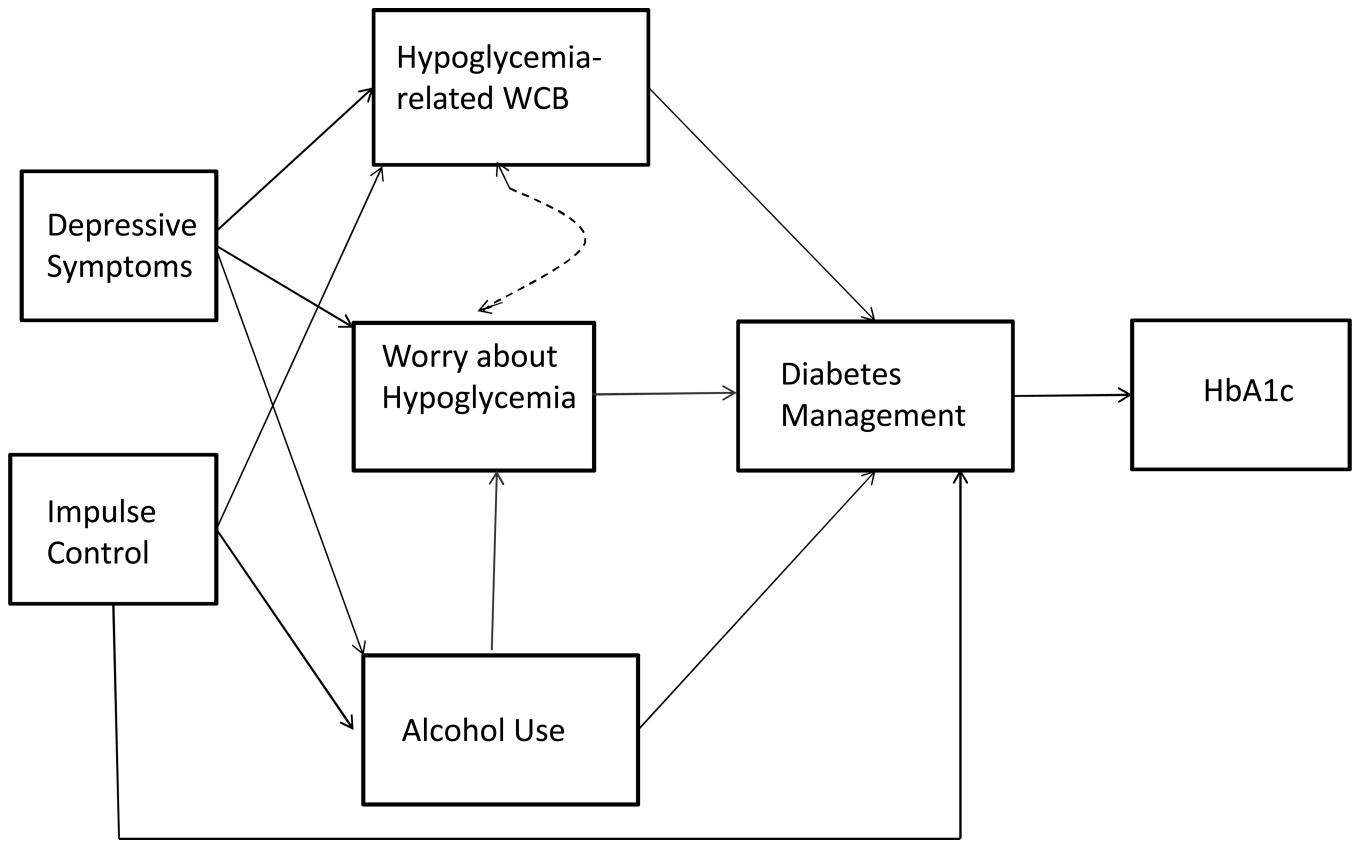 Hypoglycemia-
related WCB
Depressive
Symptoms
Worry about
Hypoglycemia
Diabetes
Management
HbA1c
Impulse
Control
Alcohol Use